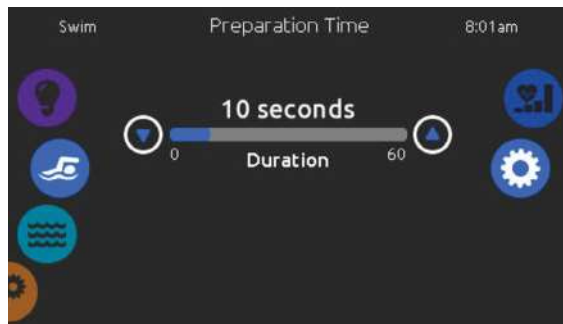 Swim
Preparation Time
8:01am
10 seconds
0
Duration
60